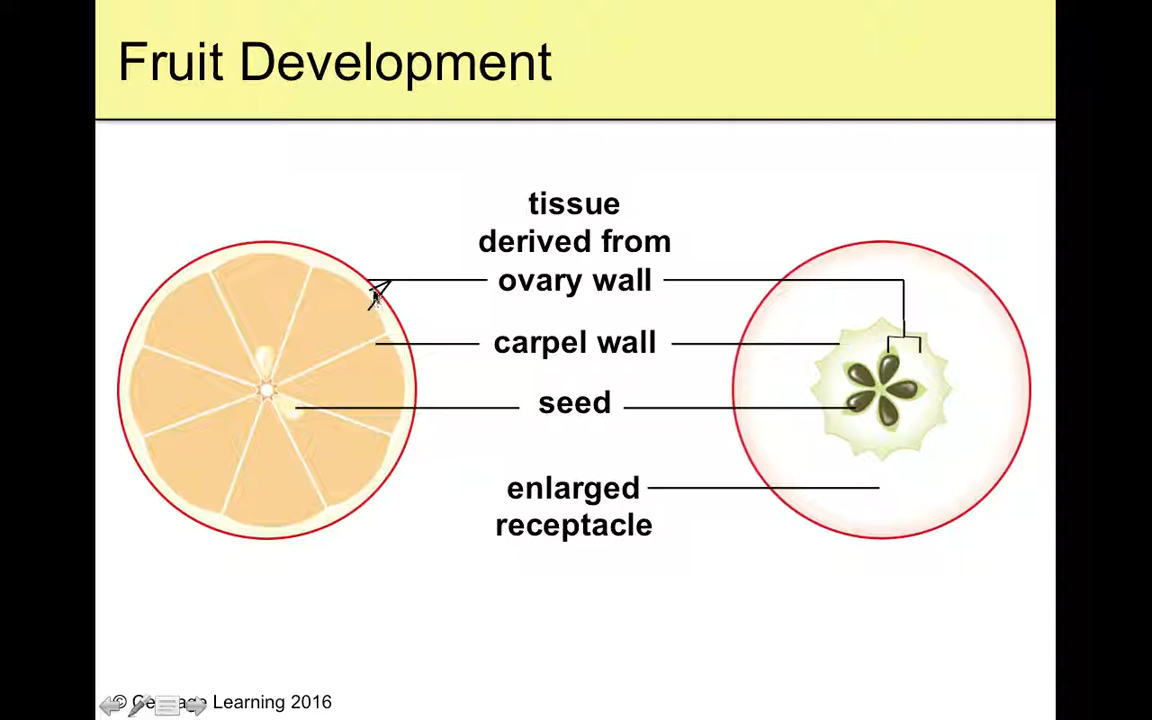 Fruit Development
tissue
derived from
ovary wall
carpel wall
seed
enlarged
receptacle
© Learning 2016